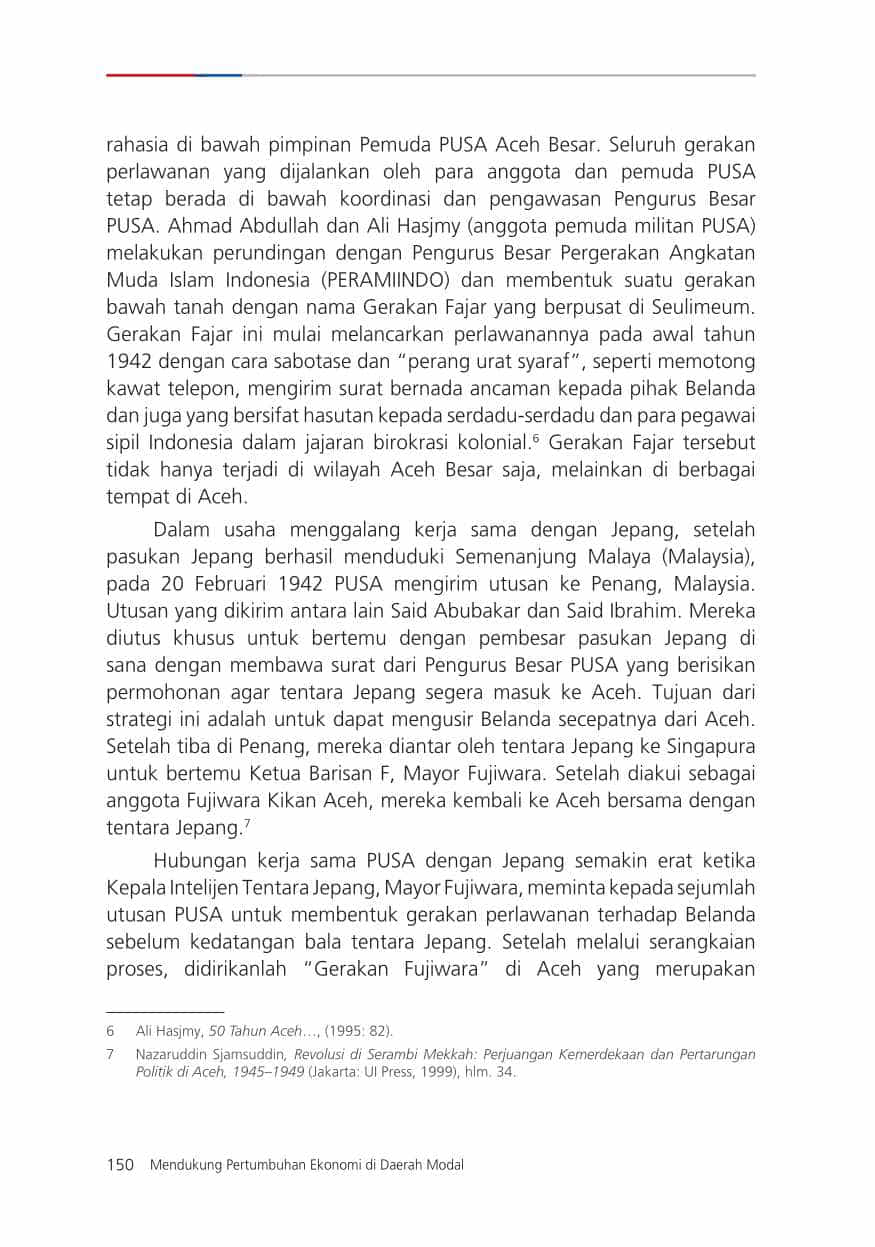 rahasia di bawah pimpinan Pemuda PUSA Aceh Besar. Seluruh gerakan
perlawanan yang dijalankan oleh para anggota dan pemuda PUSA
tetap berada di bawah koordinasi dan pengawasan Pengurus Besar
PUSA. Ahmad Abdullah dan Ali Hasjmy (anggota pemuda militan PUSA)
melakukan perundingan dengan Pengurus Besar Pergerakan Angkatan
Muda Islam Indonesia (PERAMIINDO) dan membentuk suatu gerakan
bawah tanah dengan nama Gerakan Fajar yang berpusat di Seulimeum.
Gerakan Fajar ini mulai melancarkan perlawanannya pada awal tahun
1942 dengan cara sabotase dan “perang urat syaraf”, seperti memotong
kawat telepon, mengirim surat bernada ancaman kepada pihak Belanda
dan juga yang bersifat hasutan kepada serdadu-serdadu dan para pegawai
sipil Indonesia dalam jajaran birokrasi kolonial.⁶ Gerakan Fajar tersebut
tidak hanya terjadi di wilayah Aceh Besar saja, melainkan di berbagai
tempat di Aceh.
Dalam usaha menggalang kerja sama dengan Jepang, setelah
pasukan Jepang berhasil menduduki Semenanjung Malaya (Malaysia),
pada 20 Februari 1942 PUSA mengirim utusan ke Penang, Malaysia.
Utusan yang dikirim antara lain Said Abubakar dan Said Ibrahim. Mereka
diutus khusus untuk bertemu dengan pembesar pasukan Jepang di
sana dengan membawa surat dari Pengurus Besar PUSA yang berisikan
permohonan agar tentara Jepang segera masuk ke Aceh. Tujuan dari
strategi ini adalah untuk dapat mengusir Belanda secepatnya dari Aceh.
Setelah tiba di Penang, mereka diantar oleh tentara Jepang ke Singapura
untuk bertemu Ketua Barisan F, Mayor Fujiwara. Setelah diakui sebagai
anggota Fujiwara Kikan Aceh, mereka kembali ke Aceh bersama dengan
tentara Jepang.⁷
Hubungan kerja sama PUSA dengan Jepang semakin erat ketika
Kepala Intelijen Tentara Jepang, Mayor Fujiwara, meminta kepada sejumlah
utusan PUSA untuk membentuk gerakan perlawanan terhadap Belanda
sebelum kedatangan bala tentara Jepang. Setelah melalui serangkaian
proses, didirikanlah “Gerakan Fujiwara” di Aceh yang merupakan
6 Ali Hasjmy, 50 Tahun Aceh…, (1995: 82).
7 Nazaruddin Sjamsuddin, Revolusi di Serambi Mekkah: Perjuangan Kemerdekaan dan Pertarungan
Politik di Aceh, 1945–1949 (Jakarta: UI Press, 1999), hlm. 34.
150 Mendukung Pertumbuhan Ekonomi di Daerah Modal